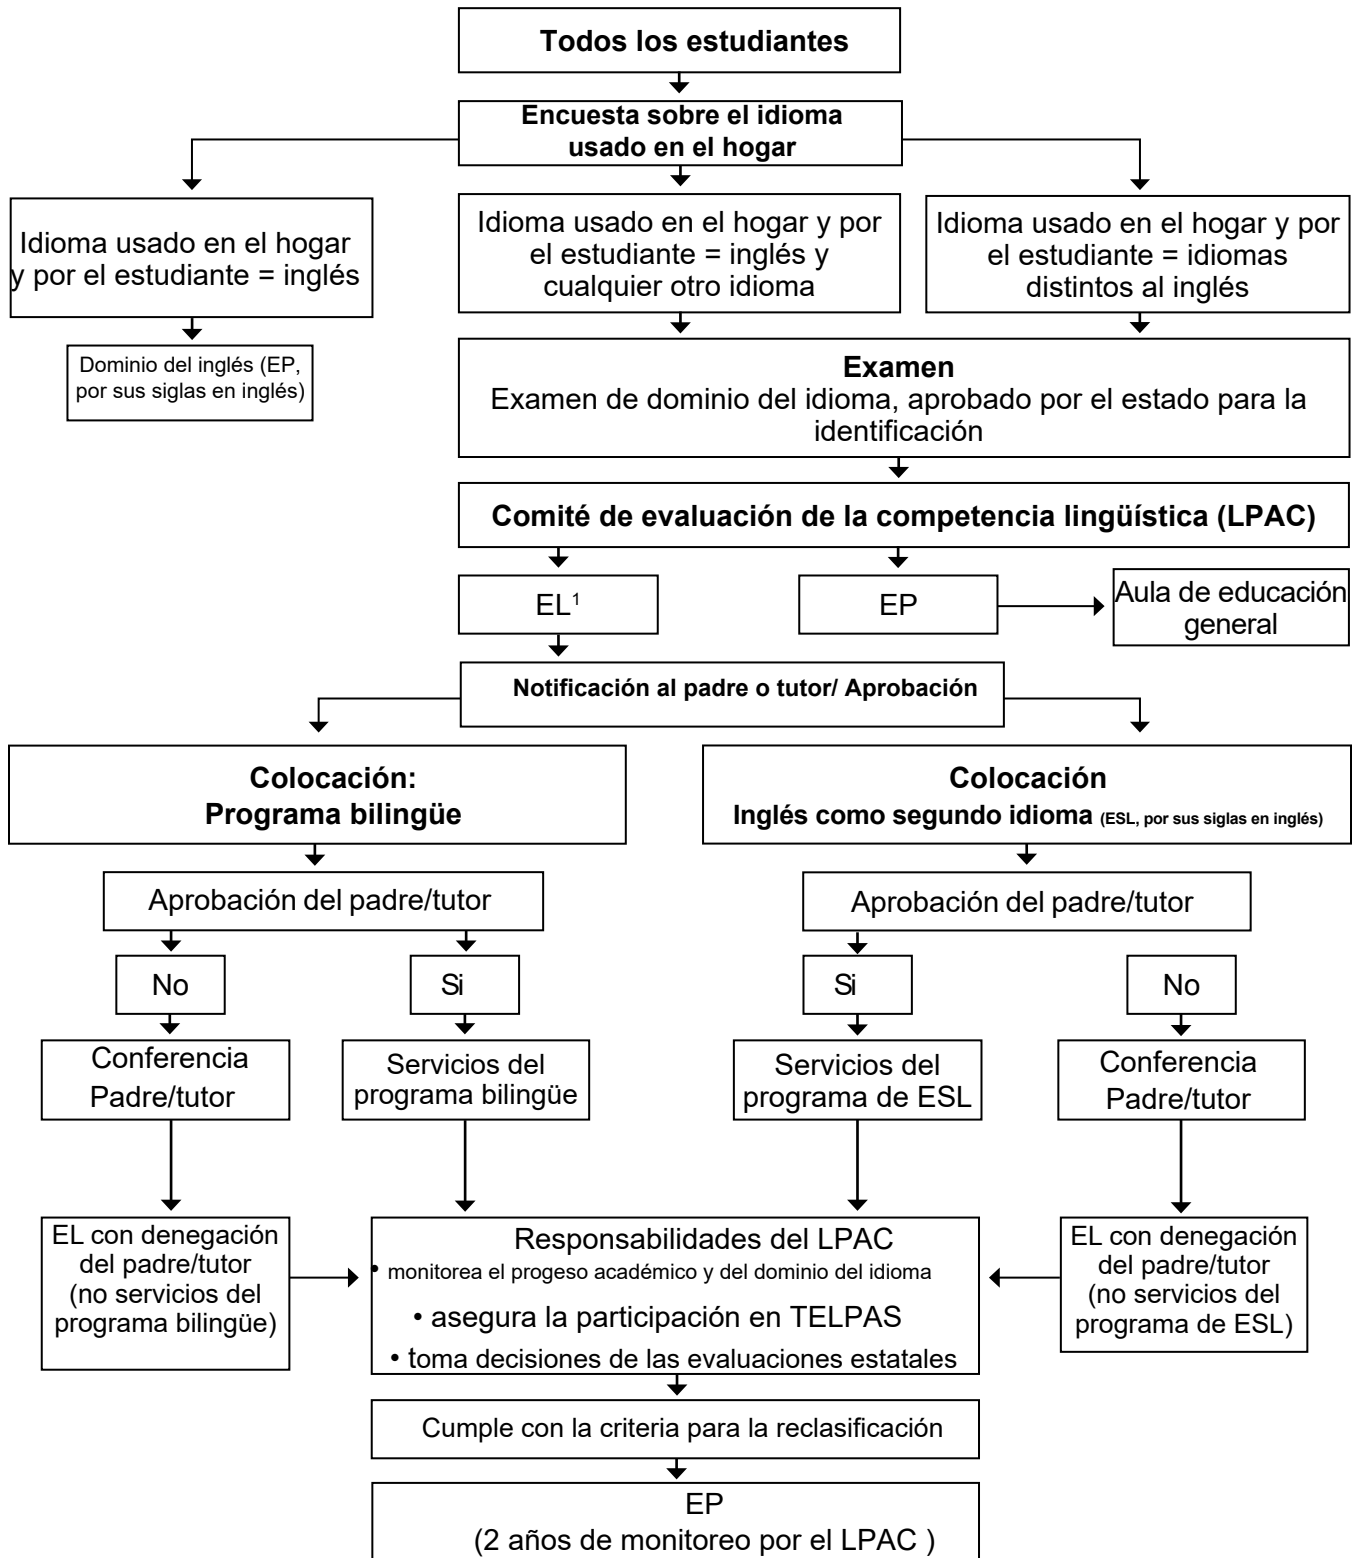 Todos los estudiantes
Encuesta sobre el idioma
usado en el hogar
Idioma usado en el hogar
y por el estudiante = inglés
Idioma usado en el hogar y por
el estudiante = inglés y
cualquier otro idioma
Idioma usado en el hogar y por
el estudiante = idiomas
distintos al inglés
Dominio del inglés (EP,
por sus siglas en inglés)
Examen
Examen de dominio del idioma, aprobado por el estado para la
identificación
Comité de evaluación de la competencia lingüística (LPAC)
EL¹
EP
Aula de educación
general
Notificación al padre o tutor/ Aprobación
Colocación:
Programa bilingüe
Colocación
Inglés como segundo idioma (ESL, por sus siglas en inglés)
Aprobación del padre/tutor
Aprobación del padre/tutor
No
Si
Si
No
Conferencia
Padre/tutor
Servicios del
programa bilingüe
Servicios del
programa de ESL
Conferencia
Padre/tutor
EL con denegación
del padre/tutor
(no servicios del
programa bilingüe)
Responsabilidades del LPAC
• monitorea el progeso académico y del dominio del idioma
• asegura la participación en TELPAS
• toma decisiones de las evaluaciones estatales
EL con denegación
del padre/tutor
(no servicios del
programa de ESL)
Cumple con la criteria para la reclasificación
EP
(2 años de monitoreo por el LPAC )